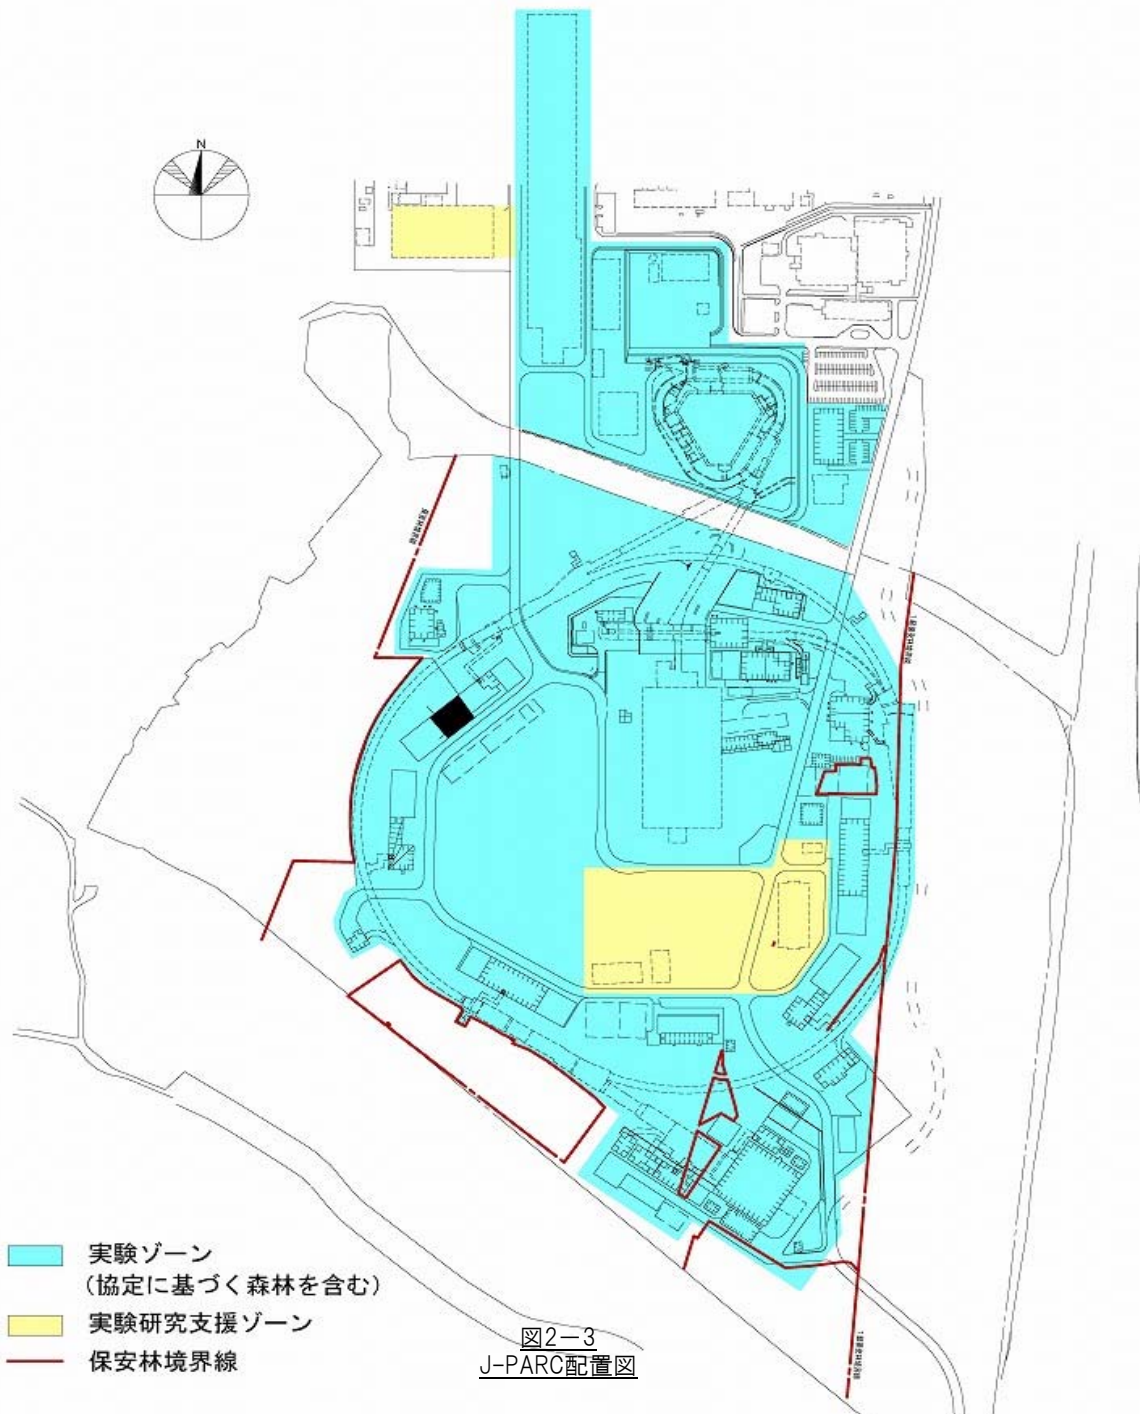 N
実験ゾーン
(協定に基づく森林を含む)
実験研究支援ゾーン
保安林境界線
図2-3
J-PARC配置図